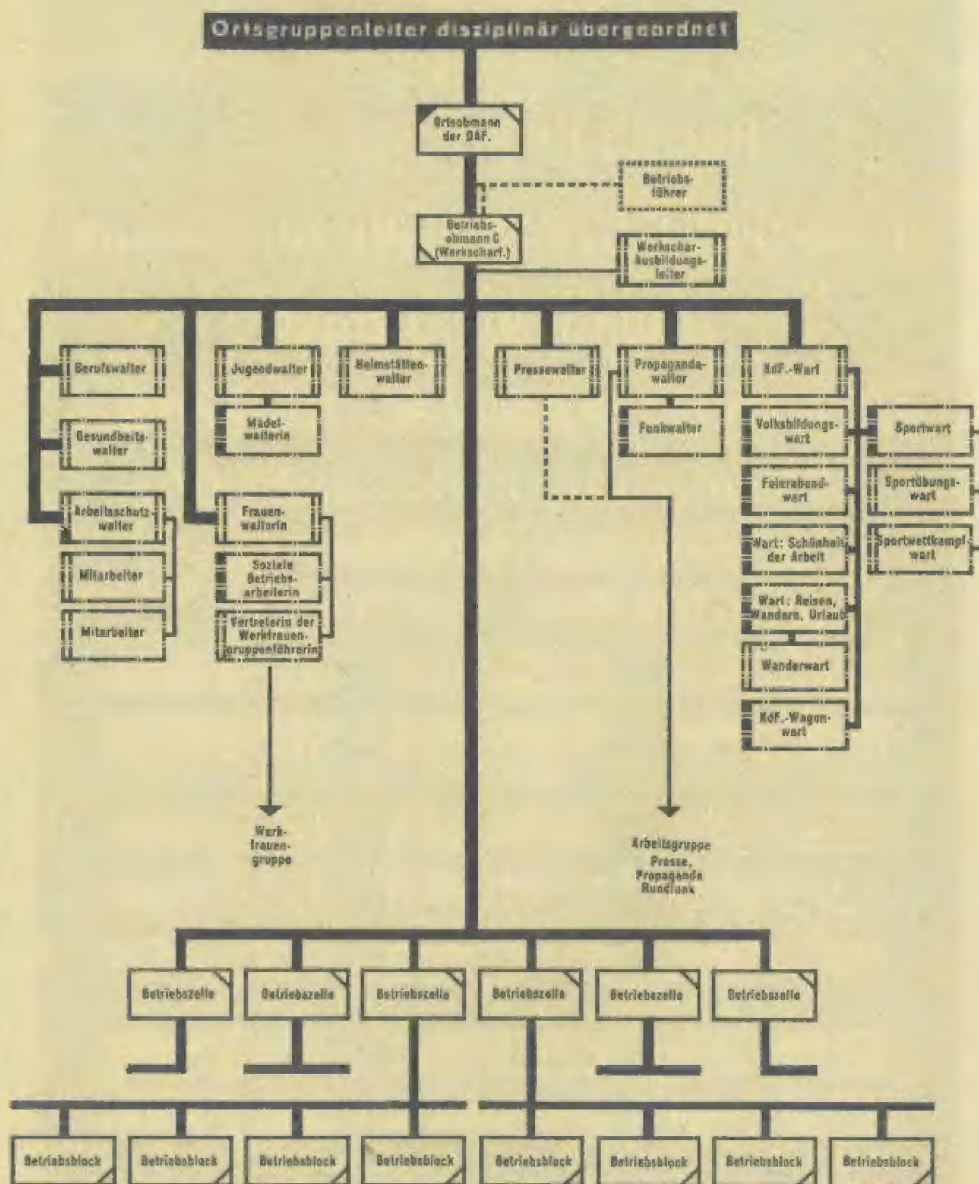 Ortsgruppenleiter disziplinär übergeordnet
Ortsobmann
der DAF.
Betriebs-
führer
Betriebs-
obmann C
(Werkscharf.)
Werkschar-
ausbildungs-
leiter
Berufswalter
Jugendwalter
Heimstätten-
walter
Pressewalter
Propaganda-
walter
KdF.-Wart
Mädel-
walterin
Funkwalter
Volksbildungs-
wart
Sportwart
Gesundheits-
walter
Feierabend-
wart
Sportübungs-
wart
Arbeitsschutz-
walter
Frauen-
walterin
Wart: Schönheit
der Arbeit
Sportwettkampf
wart
Mitarbeiter
Soziale
Betriebs-
arbeiterin
Wart: Reisen,
Wandern, Urlaub
Mitarbeiter
Vertreterin der
Werkfrauen-
gruppenführerin
Wanderwart
KdF.-Wagen-
wart
Werk-
frauen-
gruppe
Arbeitsgruppe
Presse,
Propaganda
Rundfunk
Betriebszelle
Betriebszelle
Betriebszelle
Betriebszelle
Betriebszelle
Betriebszelle
Betriebsblock
Betriebsblock
Betriebsblock
Betriebsblock
Betriebsblock
Betriebsblock
Betriebsblock
Betriebsblock